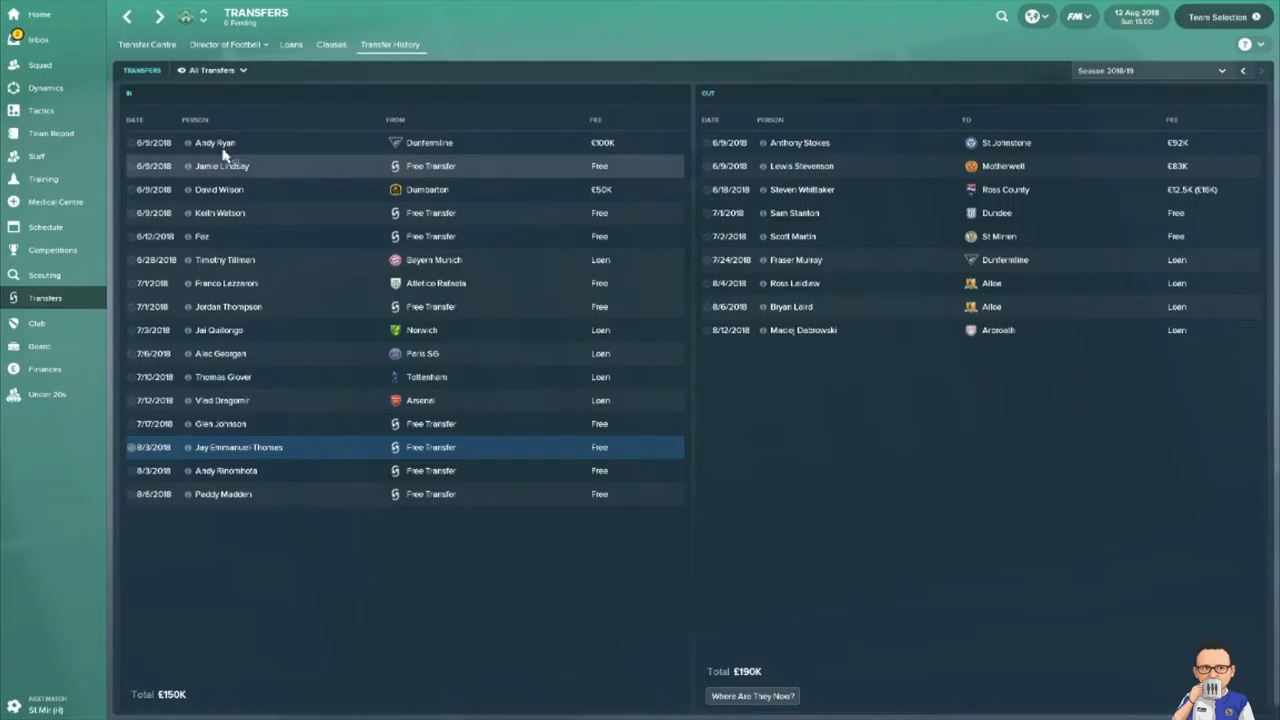 TRANSFERS
0 Pending
12 Aug 2018
Sun 15:00
FM
Team Selection
Home
2
Inbox
Squad
Dynamics
Tactics
Team Report
Staff
Training
Medical Centre
Schedule
Competitions
Scouting
Transfers
Club
Board
Finances
Under 20s
NEXT MATCH
St Mir (H)
Transfer Centre Director of Football Loans Clauses Transfer History
?
TRANSFERS All Transfers Season 2018/19
IN
DATE PERSON FROM FEE
6/9/2018 Andy Ryan Dunfermline £100K
6/9/2018 Jamie Lindsay Free Transfer Free
6/9/2018 David Wilson Dumbarton £50K
6/9/2018 Keith Watson Free Transfer Free
6/12/2018 Fez Free Transfer Free
6/28/2018 Timothy Tillman Bayern Munich Loan
7/1/2018 Franco Lazzaroni Atletico Rafaela Free
7/1/2018 Jordan Thompson Free Transfer Free
7/3/2018 Jai Quitongo Norwich Loan
7/6/2018 Alec Georgen Paris SG Loan
7/10/2018 Thomas Glover Tottenham Loan
7/12/2018 Vlad Dragomir Arsenal Loan
7/17/2018 Glen Johnson Free Transfer Free
8/3/2018 Jay Emmanuel-Thomas Free Transfer Free
8/3/2018 Andy Rinomhota Free Transfer Free
8/6/2018 Paddy Madden Free Transfer Free
Total £150K
OUT
DATE PERSON TO FEE
6/9/2018 Anthony Stokes St Johnstone £92K
6/9/2018 Lewis Stevenson Motherwell £83K
6/18/2018 Steven Whittaker Ross County £12.5K (£16K)
7/1/2018 Sam Stanton Dundee Free
7/2/2018 Scott Martin St Mirren Free
7/24/2018 Fraser Murray Dunfermline Loan
8/4/2018 Ross Laidlaw Alloa Loan
8/6/2018 Bryan Laird Alloa Loan
8/12/2018 Maciej Dabrowski Arbroath Loan
Total £190K
Where Are They Now?